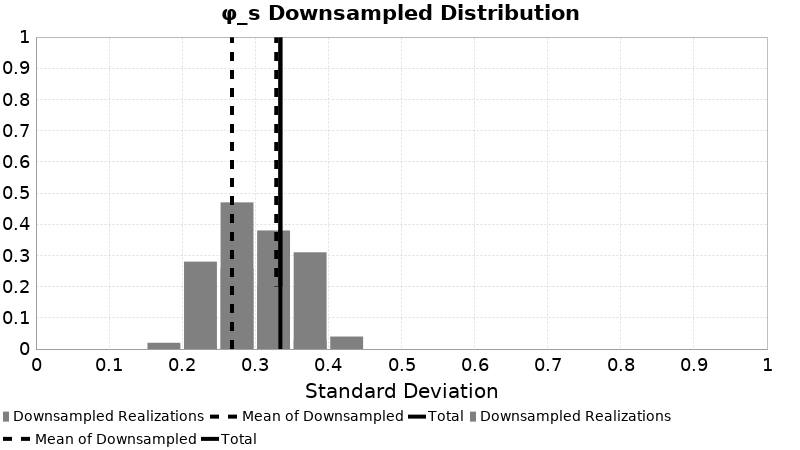 φ_s Downsampled Distribution
1
0.9
0.8
0.7
0.6
0.5
0.4
0.3
0.2
0.1
0
0 0.1 0.2 0.3 0.4 0.5 0.6 0.7 0.8 0.9 1
Standard Deviation
Downsampled Realizations Mean of Downsampled Total Downsampled Realizations
Mean of Downsampled Total